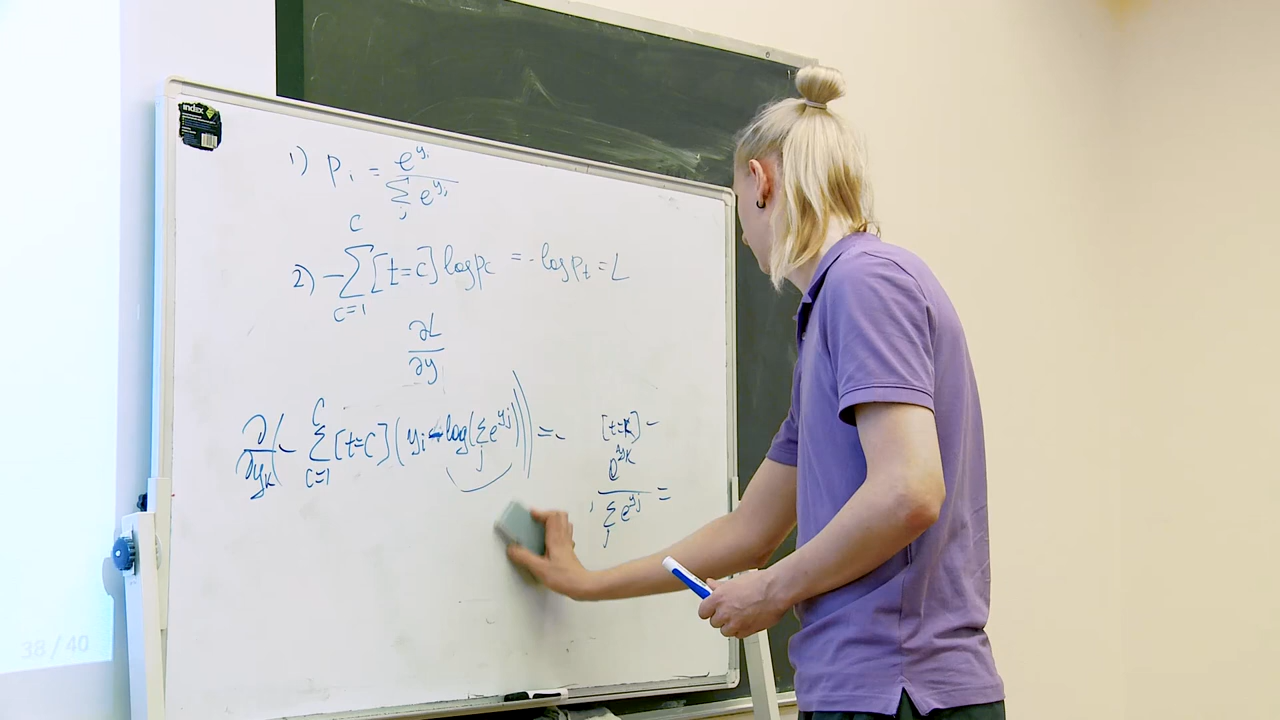 index
1) p_i = e^{y_i} / Σ_j e^{y_j}
2) - Σ_{c=1}^{C} [t=c] log p_c = - log p_t = L
∂L / ∂y
∂/∂y_k ( - Σ_{c=1}^{C} [t=c] ( y_i - log( Σ_j e^{y_j} ) ) ) = - [t=k] -
e^{y_k} / Σ_j e^{y_j} =
38 / 40